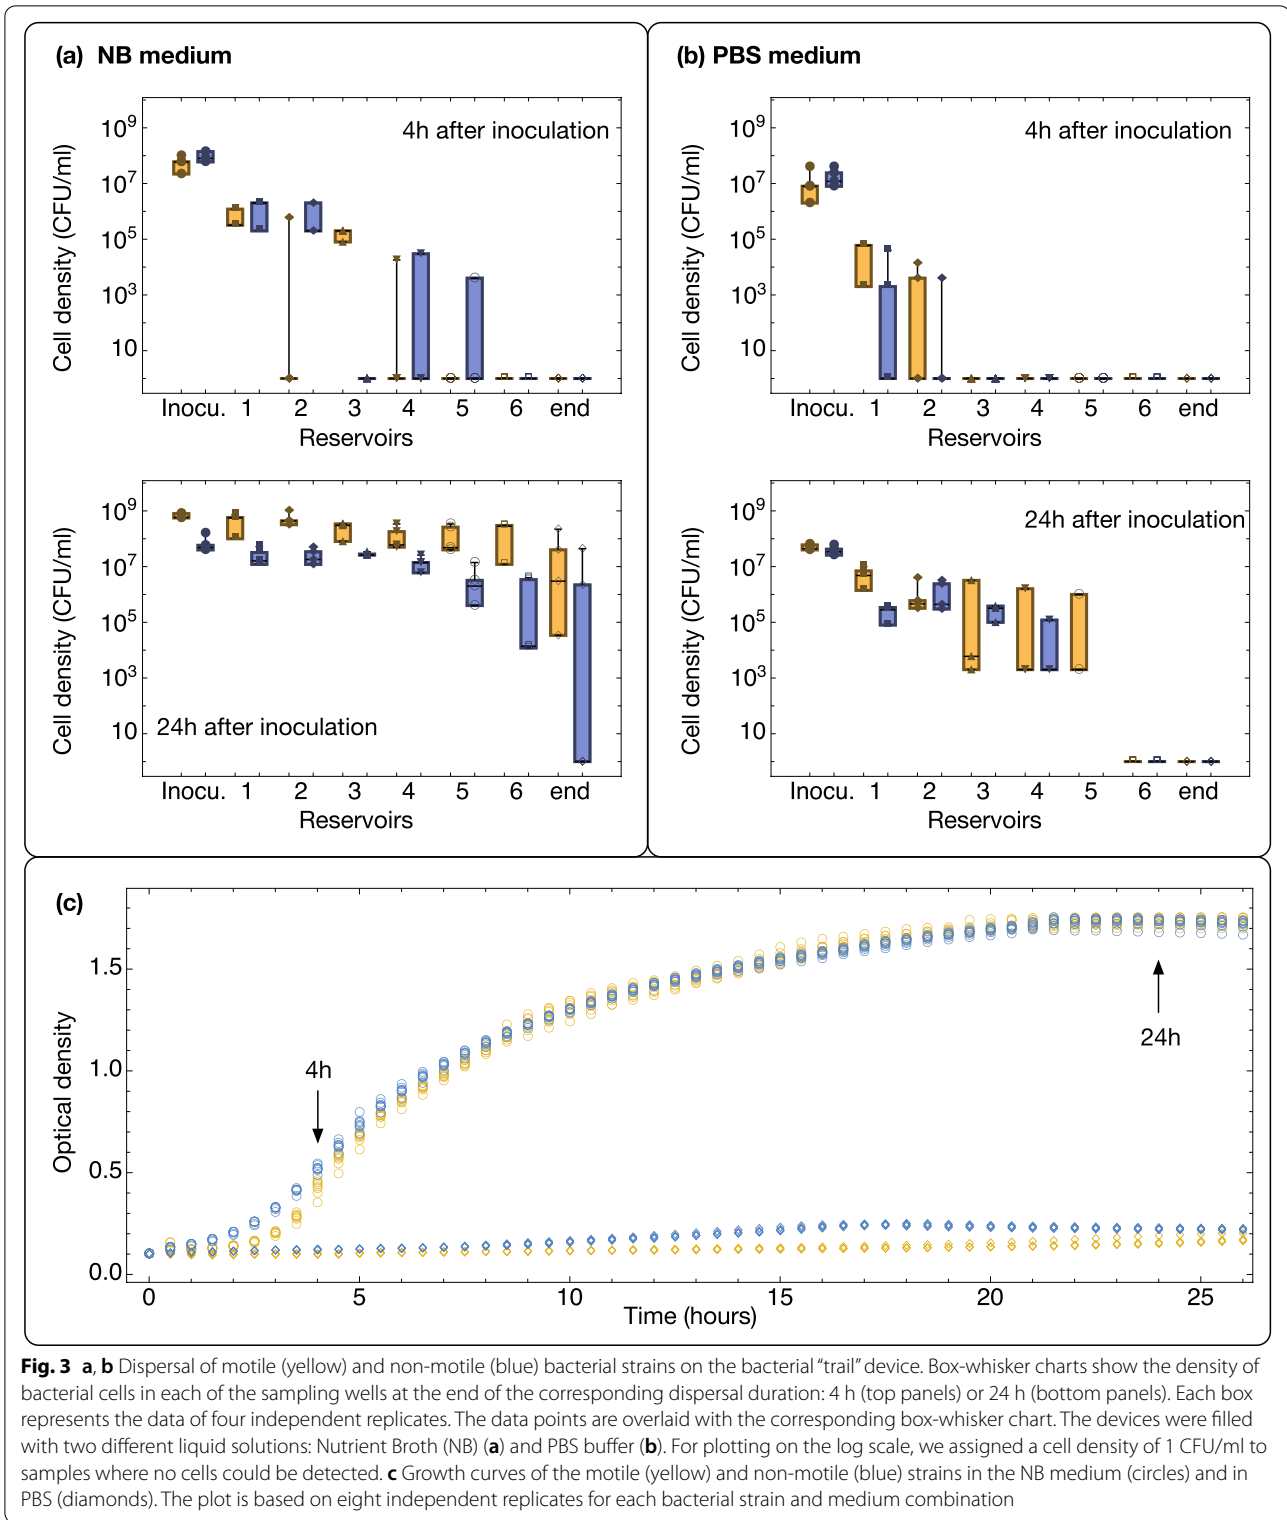 (a) NB medium
4h after inoculation
Cell density (CFU/ml)
10⁹
10⁷
10⁵
10³
10
Inocu. 1 2 3 4 5 6 end
Reservoirs
Cell density (CFU/ml)
10⁹
10⁷
10⁵
10³
10
24h after inoculation
Inocu. 1 2 3 4 5 6 end
Reservoirs
(b) PBS medium
4h after inoculation
Cell density (CFU/ml)
10⁹
10⁷
10⁵
10³
10
Inocu. 1 2 3 4 5 6 end
Reservoirs
24h after inoculation
Cell density (CFU/ml)
10⁹
10⁷
10⁵
10³
10
Inocu. 1 2 3 4 5 6 end
Reservoirs
(c)
Optical density
1.5
1.0
0.5
0.0
4h
24h
0 5 10 15 20 25
Time (hours)
Fig. 3 a, b Dispersal of motile (yellow) and non-motile (blue) bacterial strains on the bacterial “trail” device. Box-whisker charts show the density of
bacterial cells in each of the sampling wells at the end of the corresponding dispersal duration: 4 h (top panels) or 24 h (bottom panels). Each box
represents the data of four independent replicates. The data points are overlaid with the corresponding box-whisker chart. The devices were filled
with two different liquid solutions: Nutrient Broth (NB) (a) and PBS buffer (b). For plotting on the log scale, we assigned a cell density of 1 CFU/ml to
samples where no cells could be detected. c Growth curves of the motile (yellow) and non-motile (blue) strains in the NB medium (circles) and in
PBS (diamonds). The plot is based on eight independent replicates for each bacterial strain and medium combination